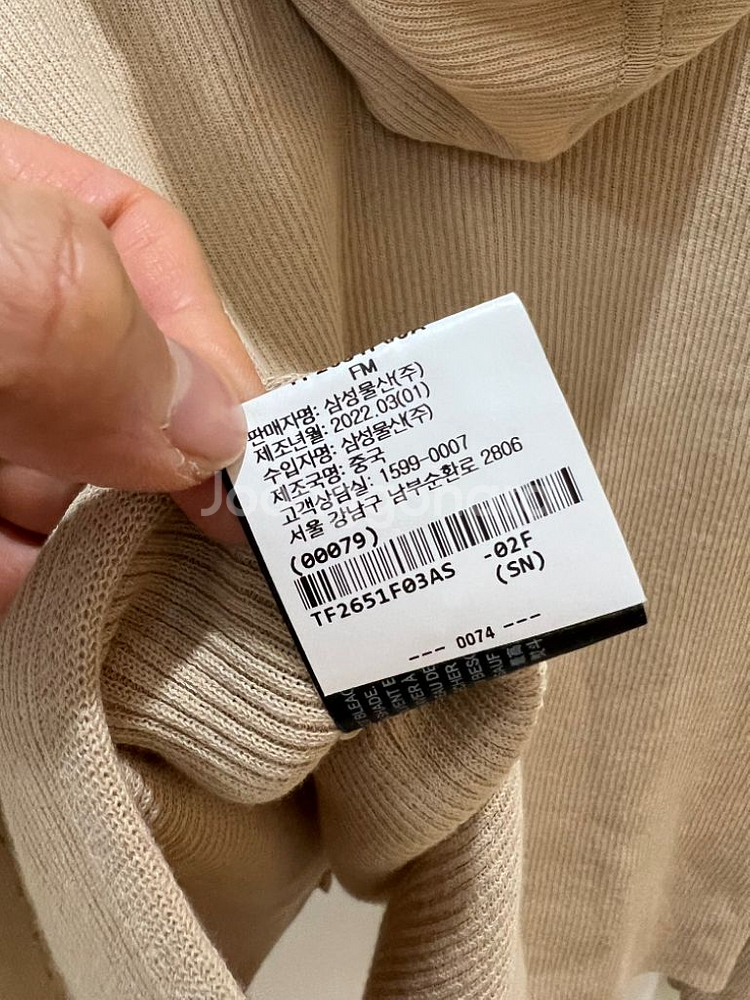 FM
판매자명: 삼성물산(주)
제조년월: 2022.03(01)
수입자명: 삼성물산(주)
제조국명: 중국
고객상담실: 1599-0007
서울 강남구 남부순환로 2806
(00079)
TF2651F03AS -02F
(SN)
--- 0074 ---